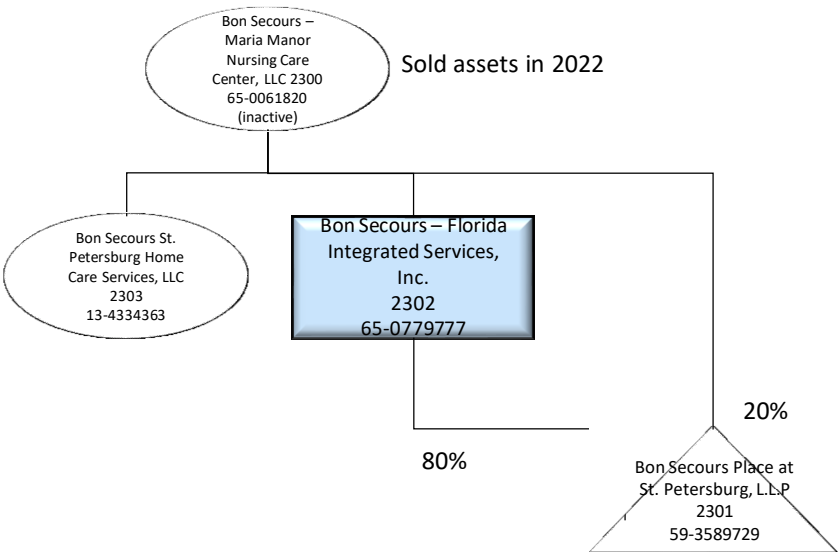 Bon Secours –
Maria Manor
Nursing Care
Center, LLC 2300
65-0061820
(inactive)
Sold assets in 2022
Bon Secours St.
Petersburg Home
Care Services, LLC
2303
13-4334363
Bon Secours – Florida
Integrated Services,
Inc.
2302
65-0779777
80%
20%
Bon Secours Place at
St. Petersburg, L.L.P
2301
59-3589729